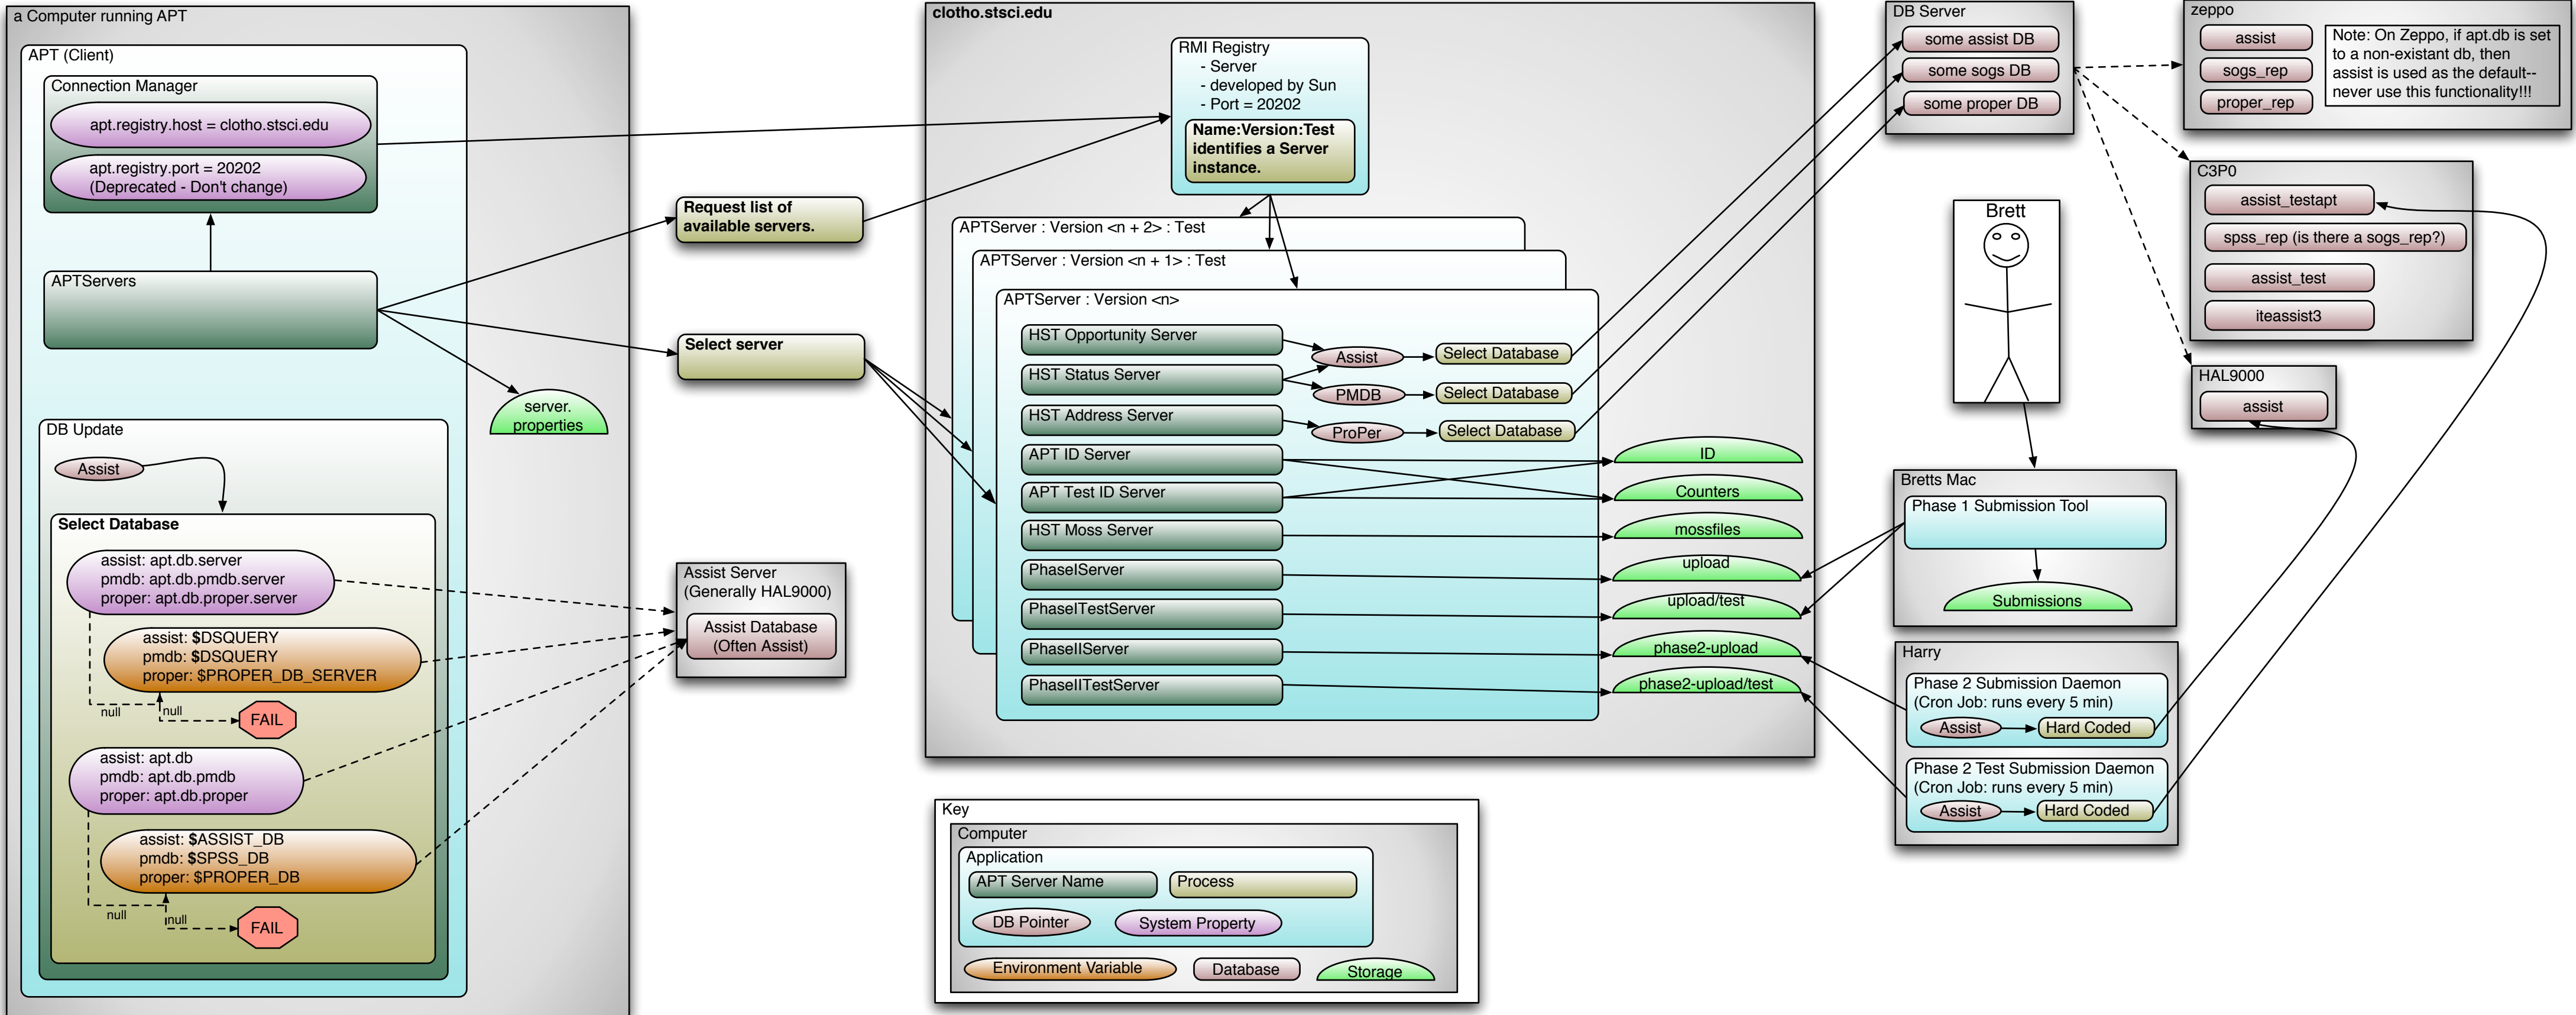 a Computer running APT
APT (Client)
Connection Manager
apt.registry.host = clotho.stsci.edu
apt.registry.port = 20202
(Deprecated - Don't change)
APTServers
server.
properties
DB Update
Assist
Select Database
assist: apt.db.server
pmdb: apt.db.pmdb.server
proper: apt.db.proper.server
assist: $DSQUERY
pmdb: $DSQUERY
proper: $PROPER_DB_SERVER
null
null
FAIL
assist: apt.db
pmdb: apt.db.pmdb
proper: apt.db.proper
assist: $ASSIST_DB
pmdb: $SPSS_DB
proper: $PROPER_DB
null
null
FAIL
Request list of
available servers.
Select server
Assist Server
(Generally HAL9000)
Assist Database
(Often Assist)
clotho.stsci.edu
RMI Registry
- Server
- developed by Sun
- Port = 20202
Name:Version:Test
identifies a Server
instance.
APTServer : Version <n + 2> : Test
APTServer : Version <n + 1> : Test
APTServer : Version <n>
HST Opportunity Server
HST Status Server
HST Address Server
APT ID Server
APT Test ID Server
HST Moss Server
PhaseIServer
PhaseITestServer
PhaseIIServer
PhaseIITestServer
Assist
PMDB
ProPer
Select Database
Select Database
Select Database
ID
Counters
mossfiles
upload
upload/test
phase2-upload
phase2-upload/test
Key
Computer
Application
APT Server Name
Process
DB Pointer
System Property
Environment Variable
Database
Storage
DB Server
some assist DB
some sogs DB
some proper DB
zeppo
assist
sogs_rep
proper_rep
Note: On Zeppo, if apt.db is set
to a non-existant db, then
assist is used as the default--
never use this functionality!!!
C3P0
assist_testapt
spss_rep (is there a sogs_rep?)
assist_test
iteassist3
HAL9000
assist
Brett
Bretts Mac
Phase 1 Submission Tool
Submissions
Harry
Phase 2 Submission Daemon
(Cron Job: runs every 5 min)
Assist
Hard Coded
Phase 2 Test Submission Daemon
(Cron Job: runs every 5 min)
Assist
Hard Coded